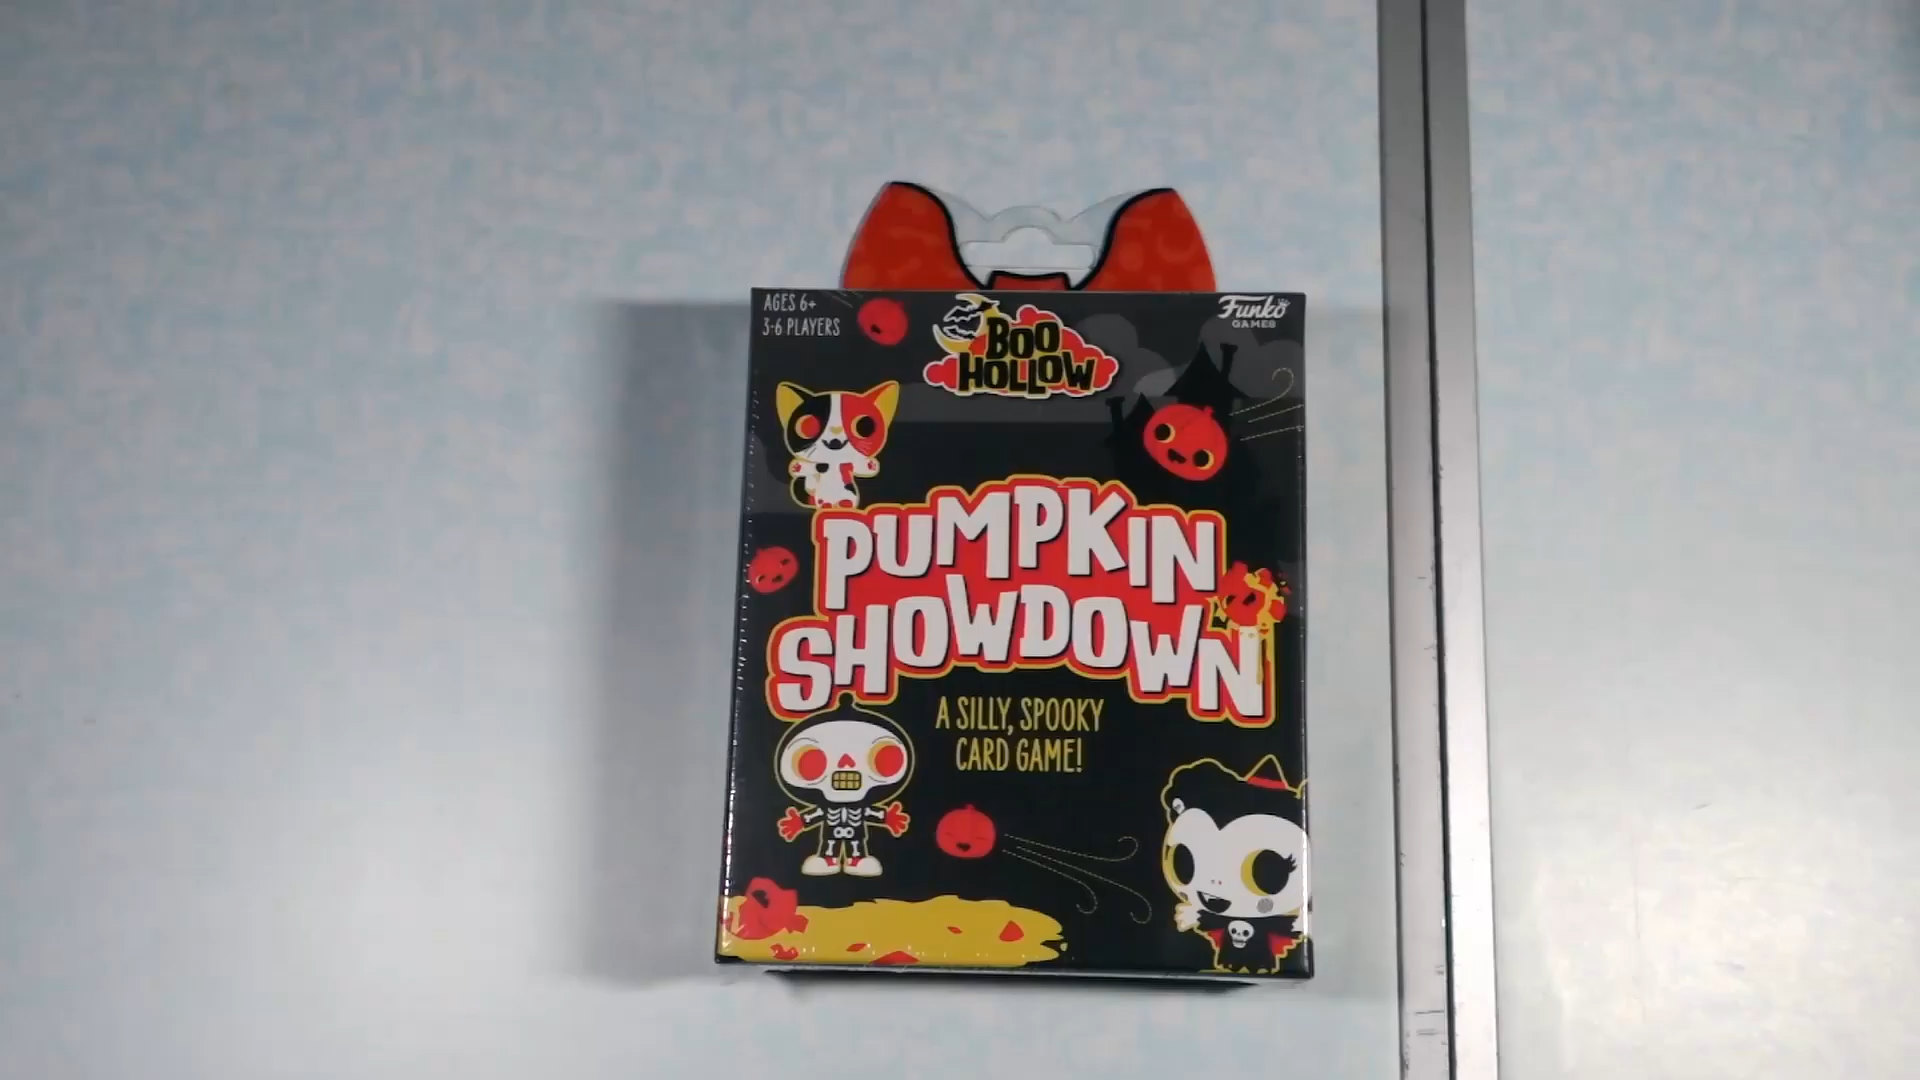 AGES 6+
3-6 PLAYERS
BOO
HOLLOW
Funko
GAMES
PUMPKIN
SHOWDOWN
A SILLY, SPOOKY
CARD GAME!